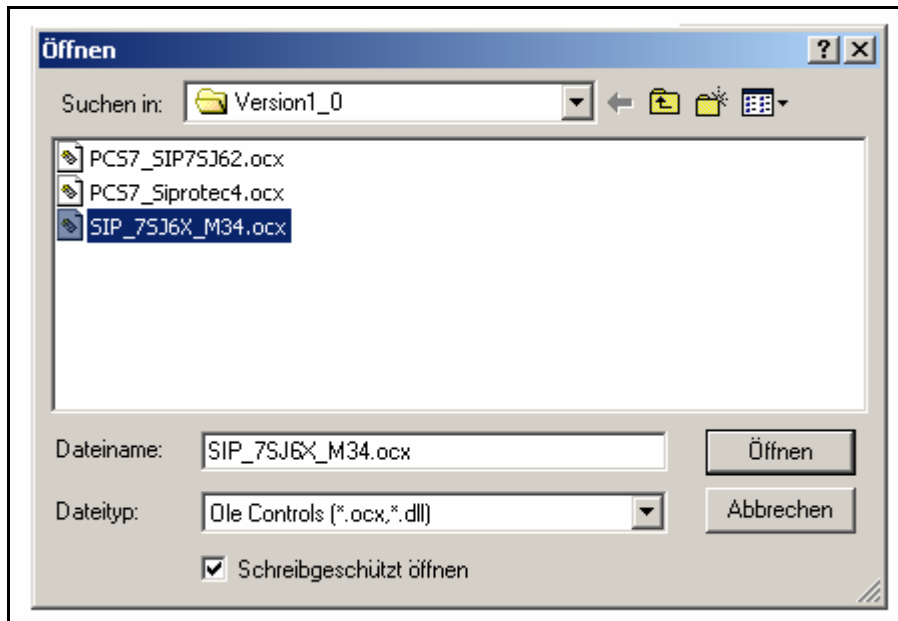 Öffnen
Suchen in: Version1_0
PCS7_SIP7SJ62.ocx
PCS7_Siprotec4.ocx
SIP_7SJ6X_M34.ocx
Dateiname: SIP_7SJ6X_M34.ocx Öffnen
Dateityp: Ole Controls (*.ocx,*.dll) Abbrechen
Schreibgeschützt öffnen